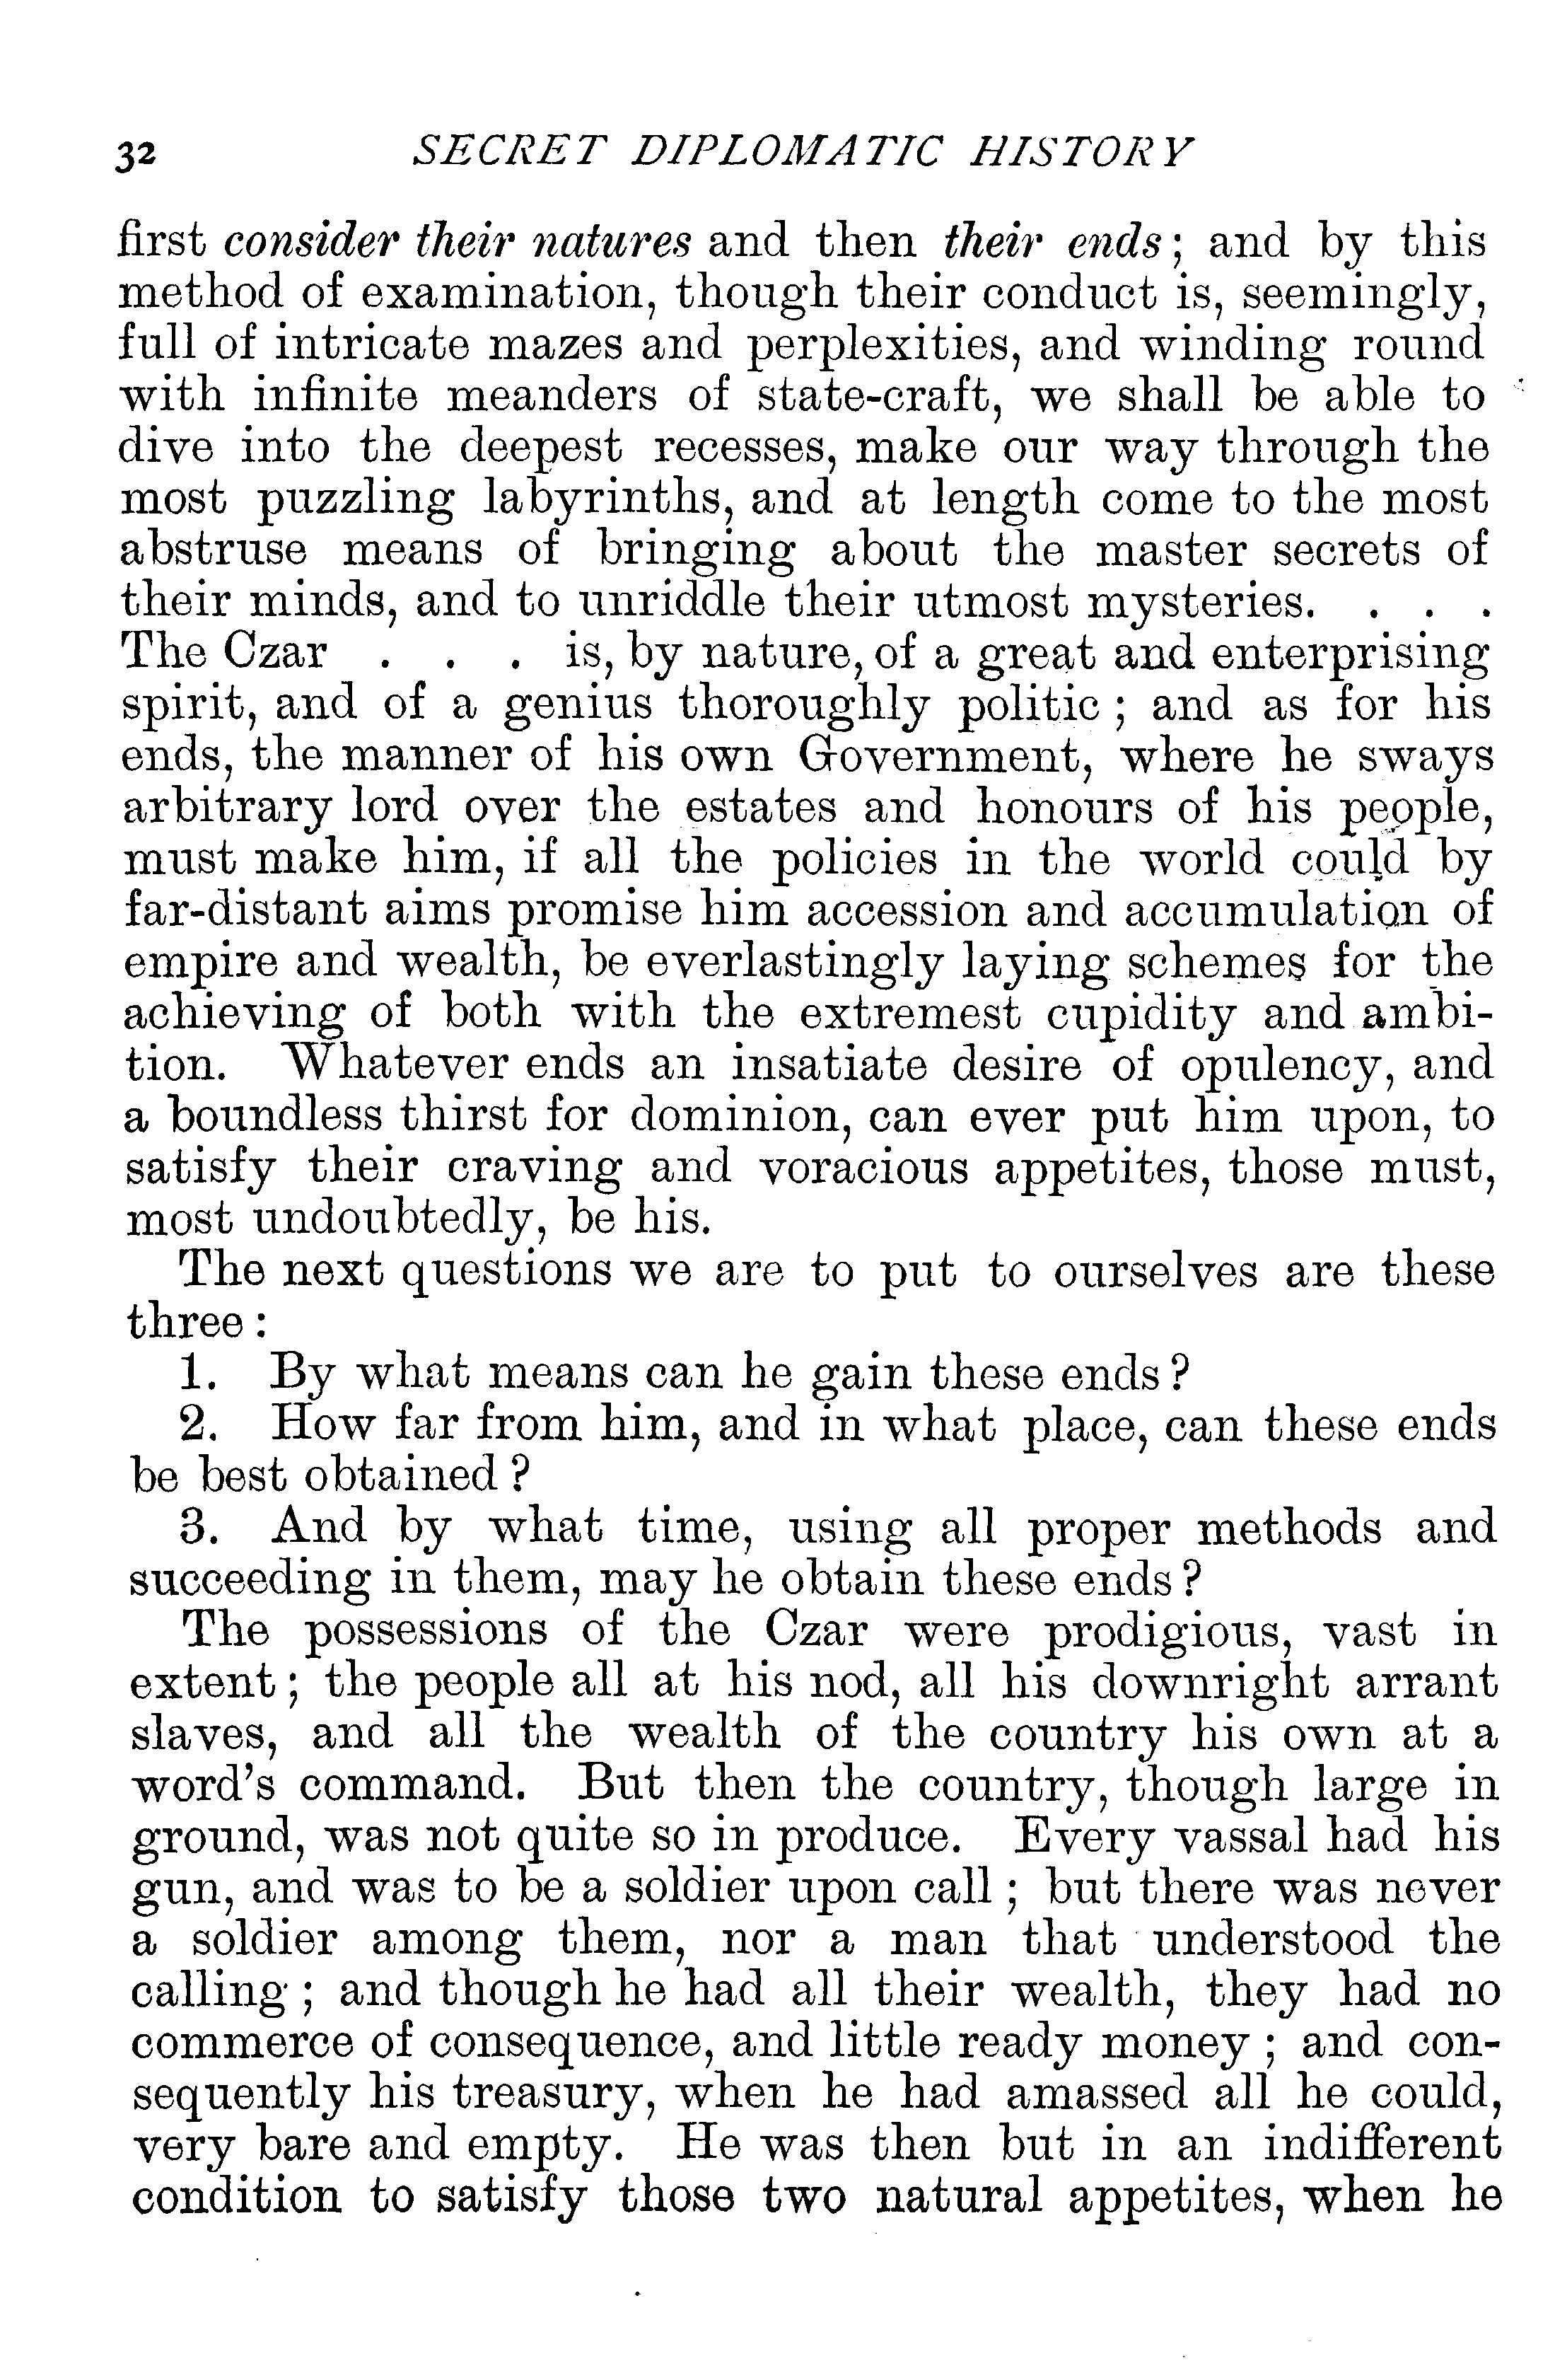 32 SECRET DIPLOMATIC HISTORY
first consider their natures and then their ends; and by this
method of examination, though their conduct is, seemingly,
full of intricate mazes and perplexities, and winding round
with infinite meanders of state-craft, we shall be able to
dive into the deepest recesses, make our way through the
most puzzling labyrinths, and at length come to the most
abstruse means of bringing about the master secrets of
their minds, and to unriddle their utmost mysteries. . . .
The Czar . . . is, by nature, of a great and enterprising
spirit, and of a genius thoroughly politic; and as for his
ends, the manner of his own Government, where he sways
arbitrary lord over the estates and honours of his people,
must make him, if all the policies in the world could by
far-distant aims promise him accession and accumulation of
empire and wealth, be everlastingly laying schemes for the
achieving of both with the extremest cupidity and ambi-
tion. Whatever ends an insatiate desire of opulency, and
a boundless thirst for dominion, can ever put him upon, to
satisfy their craving and voracious appetites, those must,
most undoubtedly, be his.
The next questions we are to put to ourselves are these
three:
1. By what means can he gain these ends?
2. How far from him, and in what place, can these ends
be best obtained?
3. And by what time, using all proper methods and
succeeding in them, may he obtain these ends?
The possessions of the Czar were prodigious, vast in
extent; the people all at his nod, all his downright arrant
slaves, and all the wealth of the country his own at a
word's command. But then the country, though large in
ground, was not quite so in produce. Every vassal had his
gun, and was to be a soldier upon call; but there was never
a soldier among them, nor a man that understood the
calling; and though he had all their wealth, they had no
commerce of consequence, and little ready money; and con-
sequently his treasury, when he had amassed all he could,
very bare and empty. He was then but in an indifferent
condition to satisfy those two natural appetites, when he